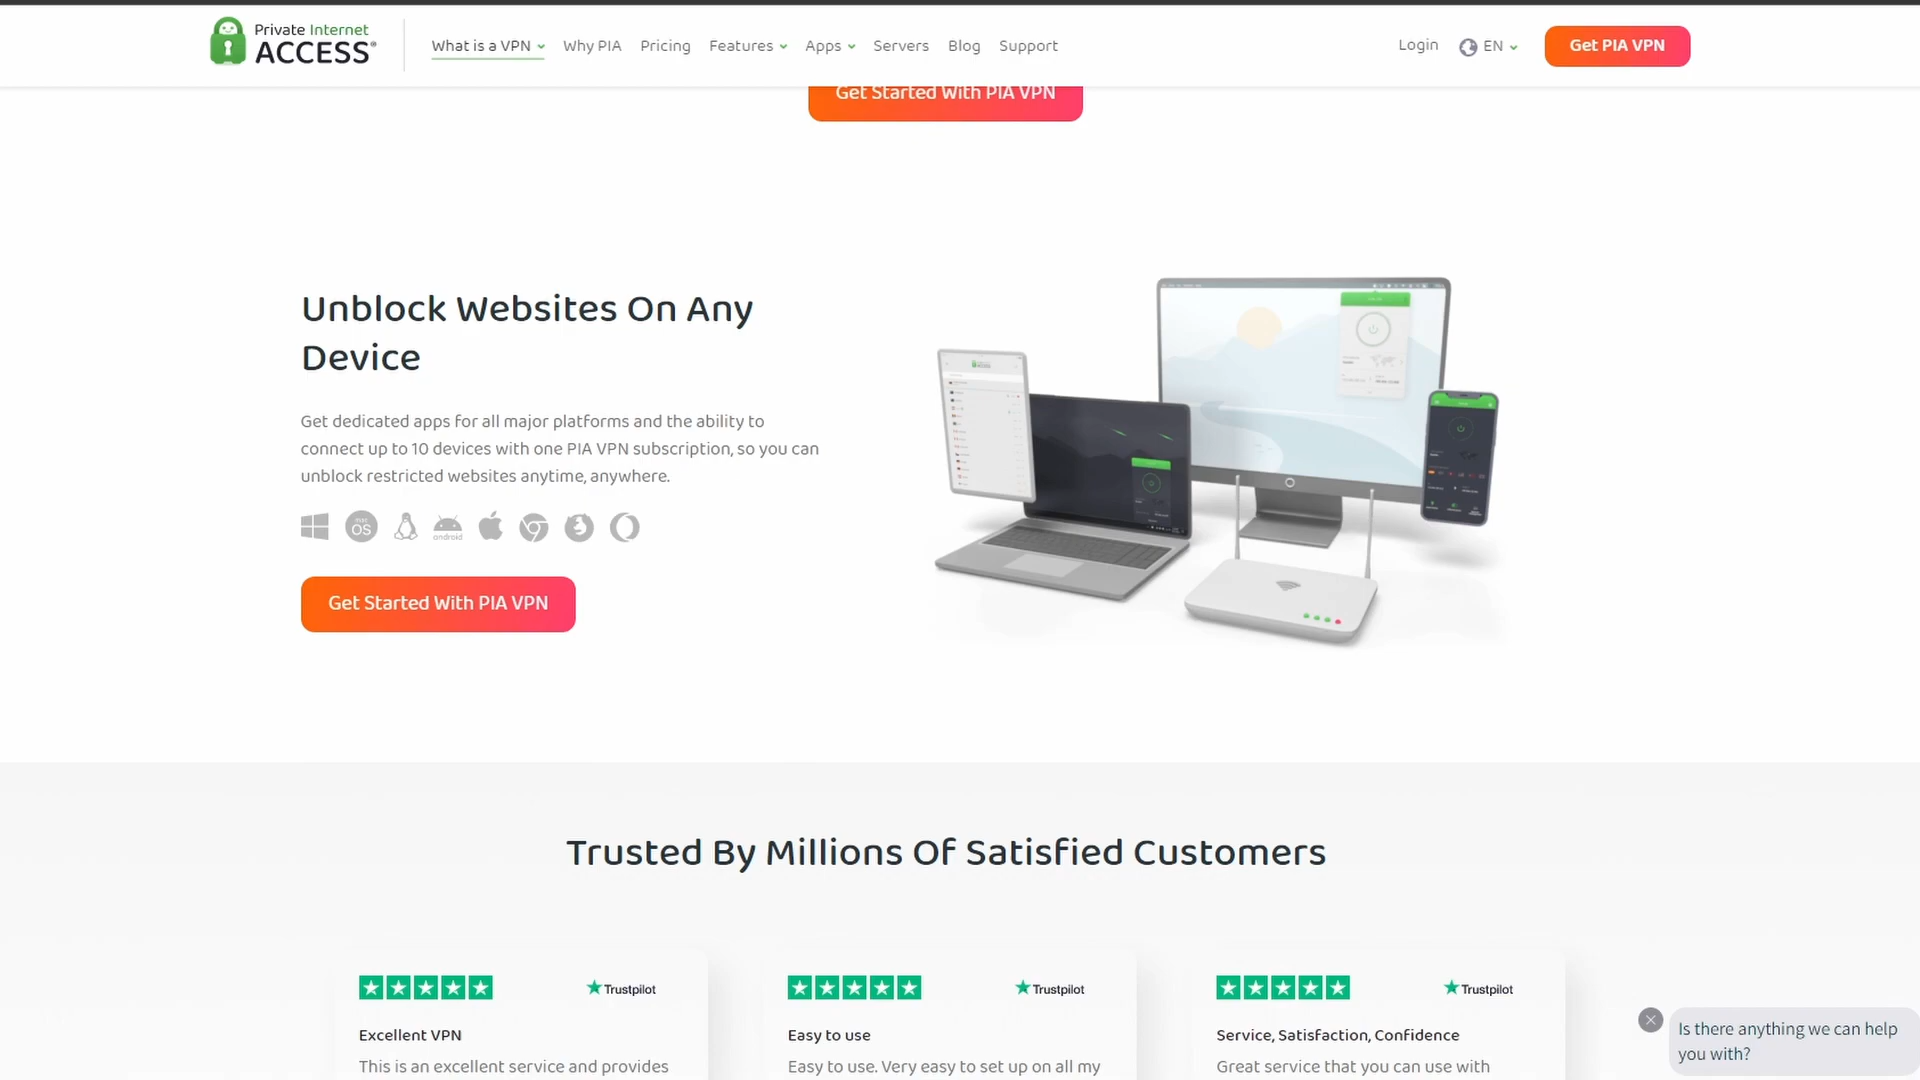 Private Internet
ACCESS®
What is a VPN
Why PIA
Pricing
Features
Apps
Servers
Blog
Support
Login
EN
Get PIA VPN
Get Started With PIA VPN
Unblock Websites On Any
Device
Get dedicated apps for all major platforms and the ability to
connect up to 10 devices with one PIA VPN subscription, so you can
unblock restricted websites anytime, anywhere.
mac
OS
android
Get Started With PIA VPN
ACCESS
Trusted By Millions Of Satisfied Customers
Trustpilot
Excellent VPN
This is an excellent service and provides
Trustpilot
Easy to use
Easy to use. Very easy to set up on all my
Trustpilot
Service, Satisfaction, Confidence
Great service that you can use with
Is there anything we can help
you with?